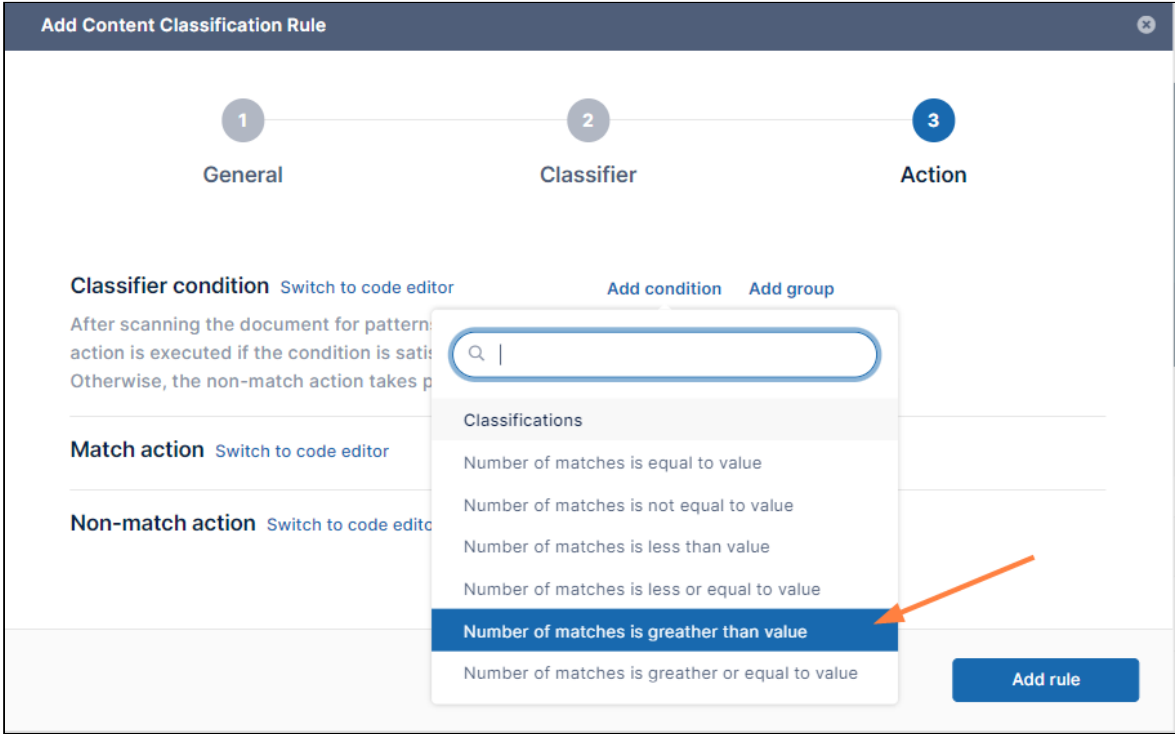 Add Content Classification Rule
1
2
3
General
Classifier
Action
Classifier condition Switch to code editor
Add condition Add group
After scanning the document for patterns
action is executed if the condition is satis
Otherwise, the non-match action takes p
Classifications
Match action Switch to code editor
Number of matches is equal to value
Number of matches is not equal to value
Non-match action Switch to code edito
Number of matches is less than value
Number of matches is less or equal to value
Number of matches is greather than value
Number of matches is greather or equal to value
Add rule